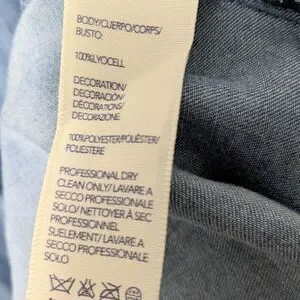 BODY/CUERPO/CORPS/
BUSTO:
100%LYOCELL
DECORATION/
DECORACIÓN/
DÉCORATIONS/
DECORAZIONE:
100%POLYESTER/POLIÉSTER/
POLIESTERE
PROFESSIONAL DRY
CLEAN ONLY/ LAVARE A
SECCO PROFESSIONALE
SOLO/ NETTOYER À SEC
PROFESSIONNEL
SUELEMENT/ LAVARE A
SECCO PROFESSIONALE
SOLO